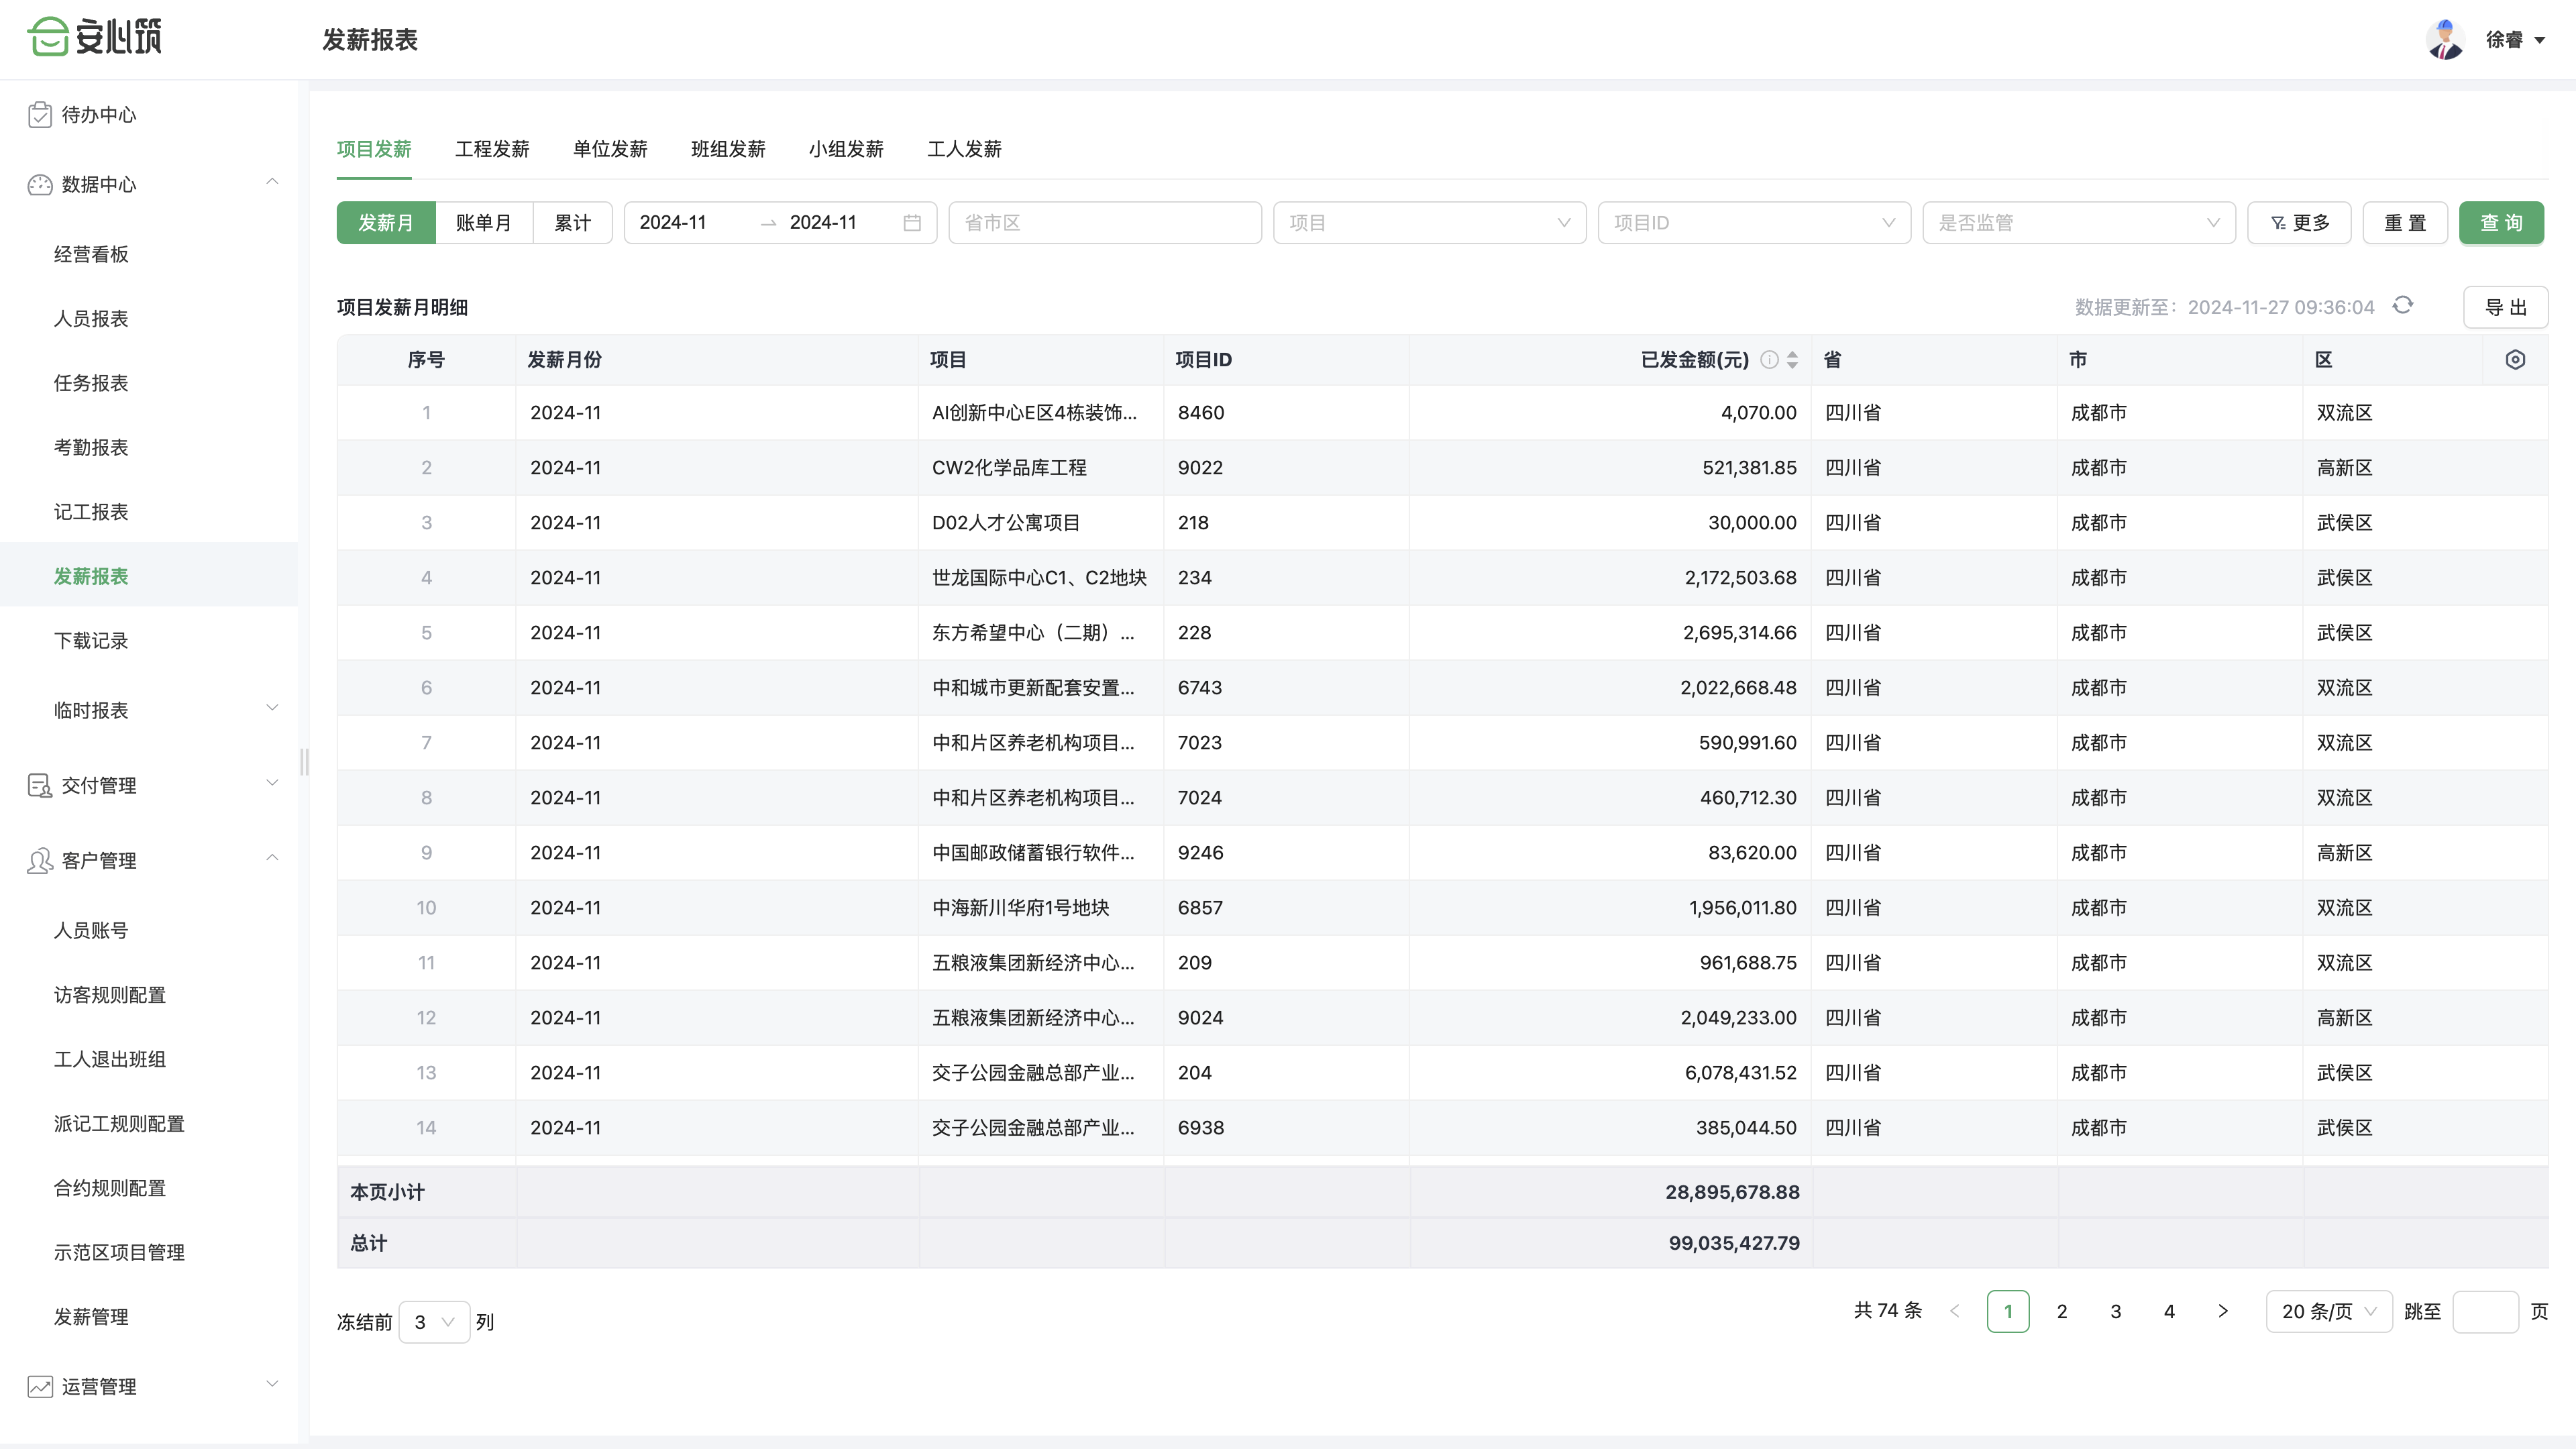 安心筑
发薪报表
徐睿
待办中心
数据中心
经营看板
人员报表
任务报表
考勤报表
记工报表
发薪报表
下载记录
临时报表
交付管理
客户管理
人员账号
访客规则配置
工人退出班组
派记工规则配置
合约规则配置
示范区项目管理
发薪管理
运营管理
项目发薪 工程发薪 单位发薪 班组发薪 小组发薪 工人发薪
发薪月 账单月 累计 2024-11 → 2024-11 省市区 项目 项目ID 是否监管 更多 重 置 查 询
项目发薪月明细 数据更新至：2024-11-27 09:36:04 导 出
序号 发薪月份 项目 项目ID 已发金额(元) 省 市 区
1 2024-11 AI创新中心E区4栋装饰... 8460 4,070.00 四川省 成都市 双流区
2 2024-11 CW2化学品库工程 9022 521,381.85 四川省 成都市 高新区
3 2024-11 D02人才公寓项目 218 30,000.00 四川省 成都市 武侯区
4 2024-11 世龙国际中心C1、C2地块 234 2,172,503.68 四川省 成都市 武侯区
5 2024-11 东方希望中心（二期）... 228 2,695,314.66 四川省 成都市 武侯区
6 2024-11 中和城市更新配套安置... 6743 2,022,668.48 四川省 成都市 双流区
7 2024-11 中和片区养老机构项目... 7023 590,991.60 四川省 成都市 双流区
8 2024-11 中和片区养老机构项目... 7024 460,712.30 四川省 成都市 双流区
9 2024-11 中国邮政储蓄银行软件... 9246 83,620.00 四川省 成都市 高新区
10 2024-11 中海新川华府1号地块 6857 1,956,011.80 四川省 成都市 双流区
11 2024-11 五粮液集团新经济中心... 209 961,688.75 四川省 成都市 双流区
12 2024-11 五粮液集团新经济中心... 9024 2,049,233.00 四川省 成都市 高新区
13 2024-11 交子公园金融总部产业... 204 6,078,431.52 四川省 成都市 武侯区
14 2024-11 交子公园金融总部产业... 6938 385,044.50 四川省 成都市 武侯区
本页小计 28,895,678.88
总计 99,035,427.79
冻结前 3 列 共 74 条 < 1 2 3 4 > 20 条/页 跳至 页